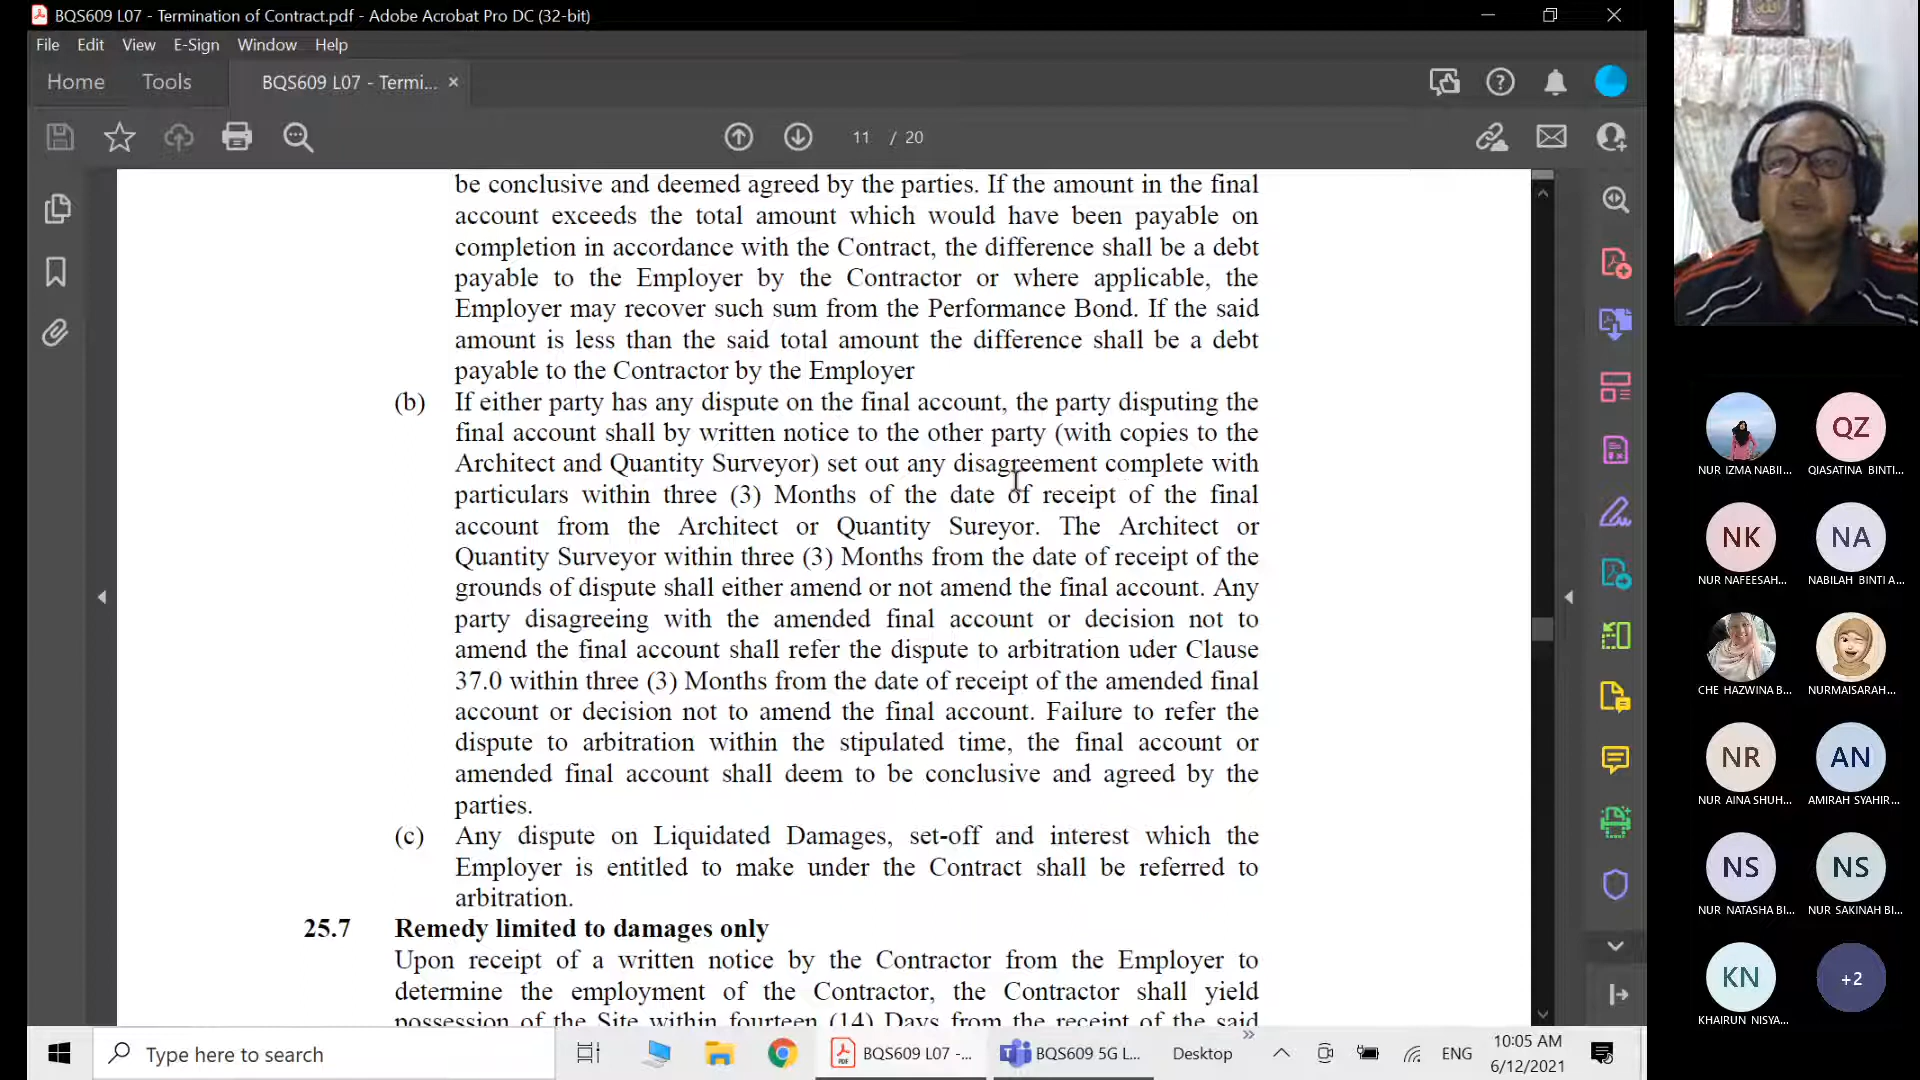 BQS609 L07 - Termination of Contract.pdf - Adobe Acrobat Pro DC (32-bit)
File Edit View E-Sign Window Help
Home Tools BQS609 L07 - Termi... ×
11 / 20
be conclusive and deemed agreed by the parties. If the amount in the final
account exceeds the total amount which would have been payable on
completion in accordance with the Contract, the difference shall be a debt
payable to the Employer by the Contractor or where applicable, the
Employer may recover such sum from the Performance Bond. If the said
amount is less than the said total amount the difference shall be a debt
payable to the Contractor by the Employer
(b) If either party has any dispute on the final account, the party disputing the
final account shall by written notice to the other party (with copies to the
Architect and Quantity Surveyor) set out any disagreement complete with
particulars within three (3) Months of the date of receipt of the final
account from the Architect or Quantity Sureyor. The Architect or
Quantity Surveyor within three (3) Months from the date of receipt of the
grounds of dispute shall either amend or not amend the final account. Any
party disagreeing with the amended final account or decision not to
amend the final account shall refer the dispute to arbitration uder Clause
37.0 within three (3) Months from the date of receipt of the amended final
account or decision not to amend the final account. Failure to refer the
dispute to arbitration within the stipulated time, the final account or
amended final account shall deem to be conclusive and agreed by the
parties.
(c) Any dispute on Liquidated Damages, set-off and interest which the
Employer is entitled to make under the Contract shall be referred to
arbitration.
25.7 Remedy limited to damages only
Upon receipt of a written notice by the Contractor from the Employer to
determine the employment of the Contractor, the Contractor shall yield
possession of the Site within fourteen (14) Days from the receipt of the said
QZ
NUR IZMA NABII... QIASATINA BINTI...
NK NA
NUR NAFEESAH... NABILAH BINTI A...
CHE HAZWINA B... NURMAISARAH...
NR AN
NUR AINA SHUH... AMIRAH SYAHIR...
NS NS
NUR NATASHA BI... NUR SAKINAH BI...
KN +2
KHAIRUN NISYA...
Type here to search
BQS609 L07 -...
BQS609 5G L...
Desktop
ENG
10:05 AM
6/12/2021